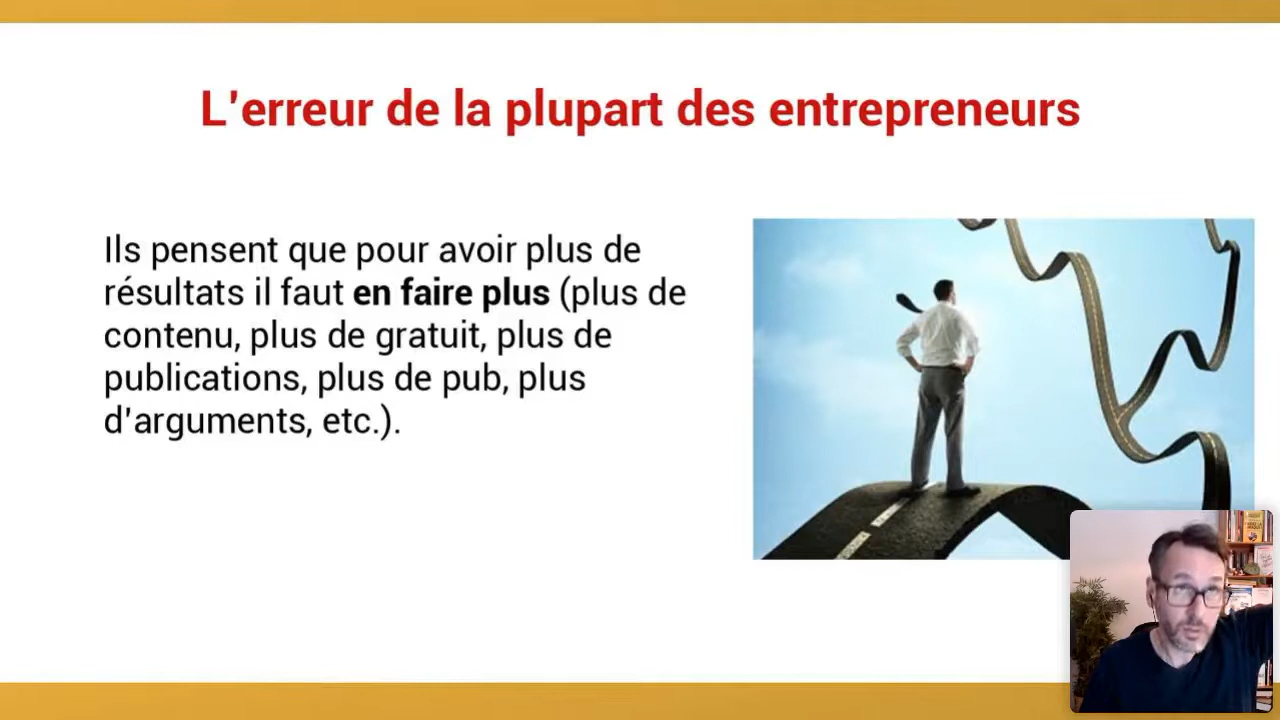 L'erreur de la plupart des entrepreneurs
Ils pensent que pour avoir plus de
résultats il faut en faire plus (plus de
contenu, plus de gratuit, plus de
publications, plus de pub, plus
d'arguments, etc.).